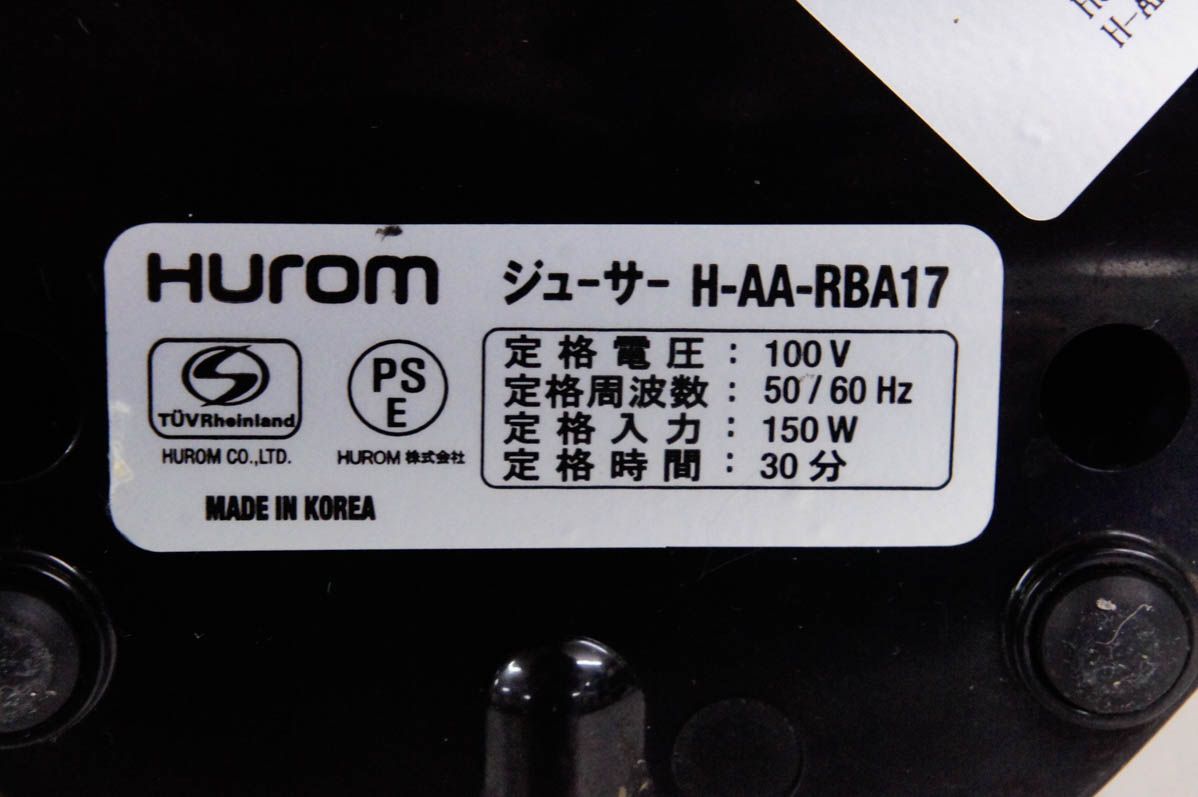 Hurom ジューサー H-AA-RBA17
TÜVRheinland
HUROM CO.,LTD.
PS
E
HUROM 株式会社
定格電圧 : 100 V
定格周波数 : 50 / 60 Hz
定格入力 : 150 W
定格時間 : 30 分
MADE IN KOREA